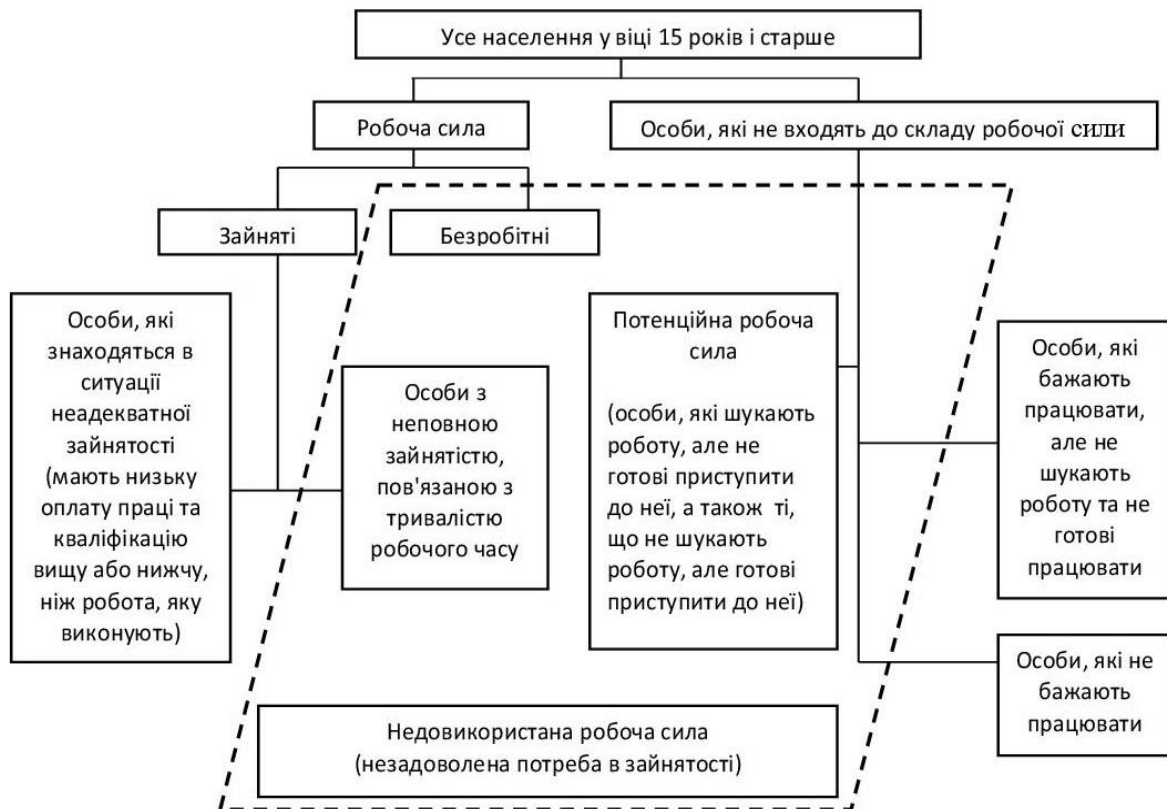 Усе населення у віці 15 років і старше
Робоча сила
Особи, які не входять до складу робочої сили
Зайняті
Безробітні
Особи, які
знаходяться в
ситуації
неадекватної
зайнятості
(мають низьку
оплату праці та
кваліфікацію
вищу або нижчу,
ніж робота, яку
виконують)
Особи з
неповною
зайнятістю,
пов'язаною з
тривалістю
робочого часу
Потенційна робоча
сила
(особи, які шукають
роботу, але не
готові приступити
до неї, а також ті,
що не шукають
роботу, але готові
приступити до неї)
Особи, які
бажають
працювати,
але не
шукають
роботу та не
готові
працювати
Особи, які не
бажають
працювати
Недовикористана робоча сила
(незадоволена потреба в зайнятості)